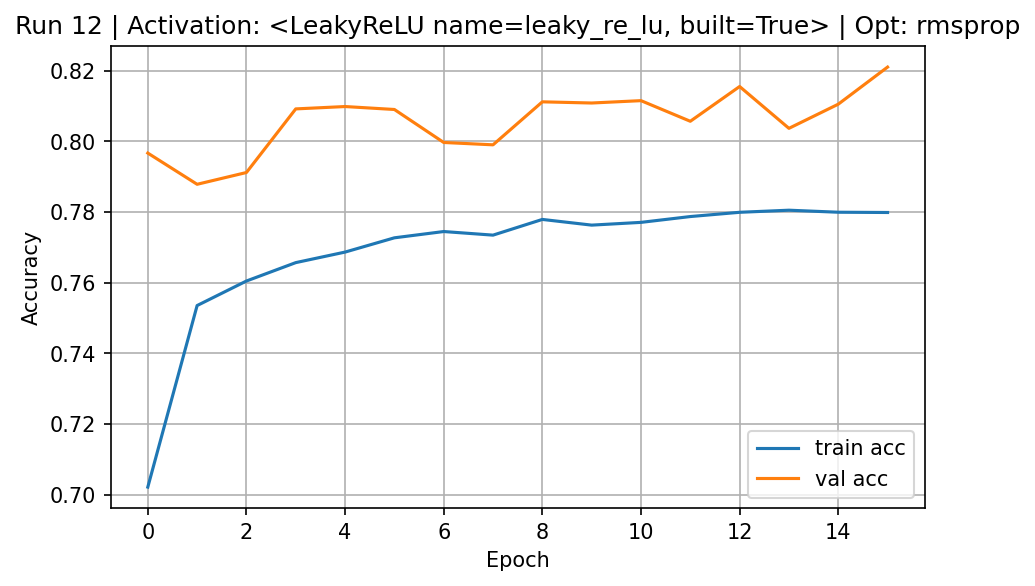 Run 12 | Activation: <LeakyReLU name=leaky_re_lu, built=True> | Opt: rmsprop
Accuracy
0.82
0.80
0.78
0.76
0.74
0.72
0.70
0 2 4 6 8 10 12 14
Epoch
train acc
val acc